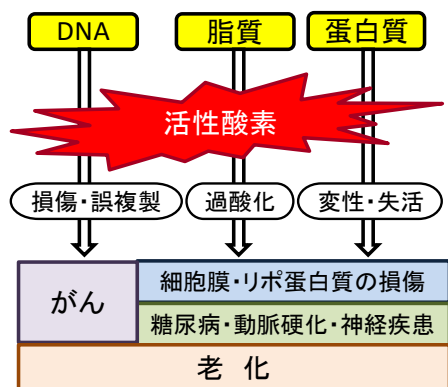 DNA
脂質
蛋白質
活性酸素
損傷・誤複製
過酸化
変性・失活
がん
細胞膜・リポ蛋白質の損傷
糖尿病・動脈硬化・神経疾患
老 化